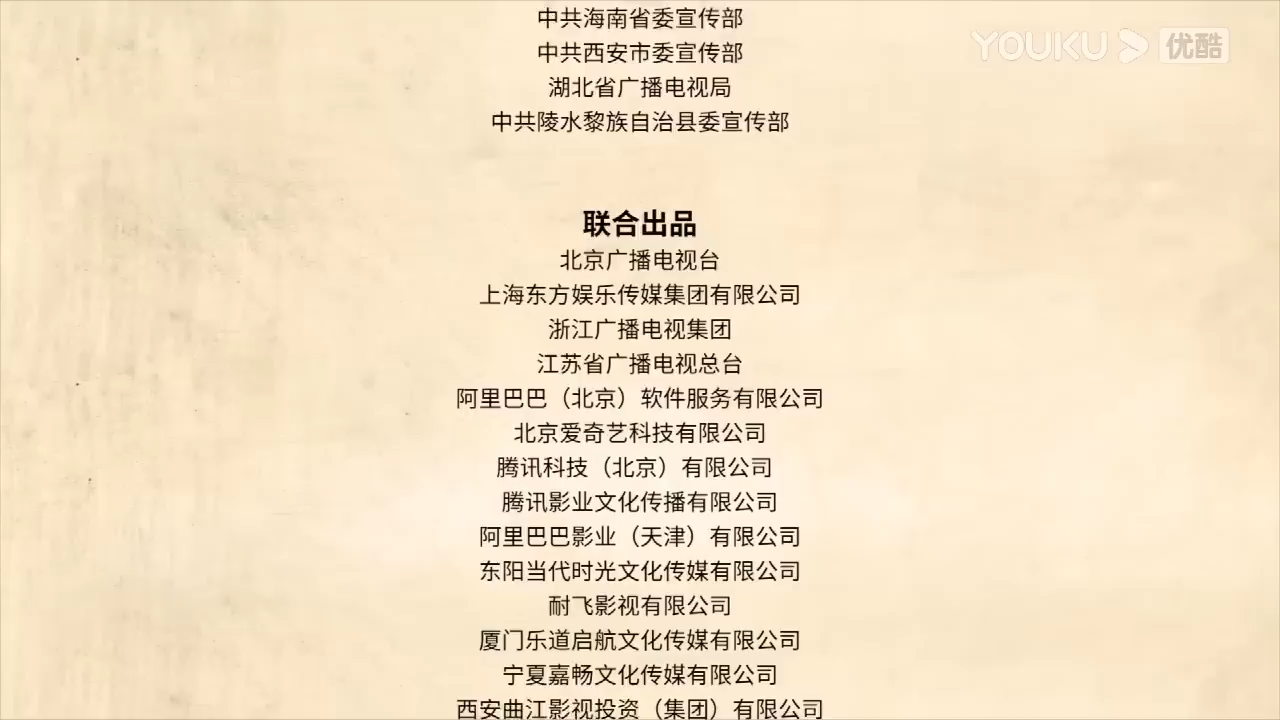 中共海南省委宣传部
YOUKU 优酷
中共西安市委宣传部
湖北省广播电视局
中共陵水黎族自治县委宣传部
联合出品
北京广播电视台
上海东方娱乐传媒集团有限公司
浙江广播电视集团
江苏省广播电视总台
阿里巴巴（北京）软件服务有限公司
北京爱奇艺科技有限公司
腾讯科技（北京）有限公司
腾讯影业文化传播有限公司
阿里巴巴影业（天津）有限公司
东阳当代时光文化传媒有限公司
耐飞影视有限公司
厦门乐道启航文化传媒有限公司
宁夏嘉畅文化传媒有限公司
西安曲江影视投资（集团）有限公司